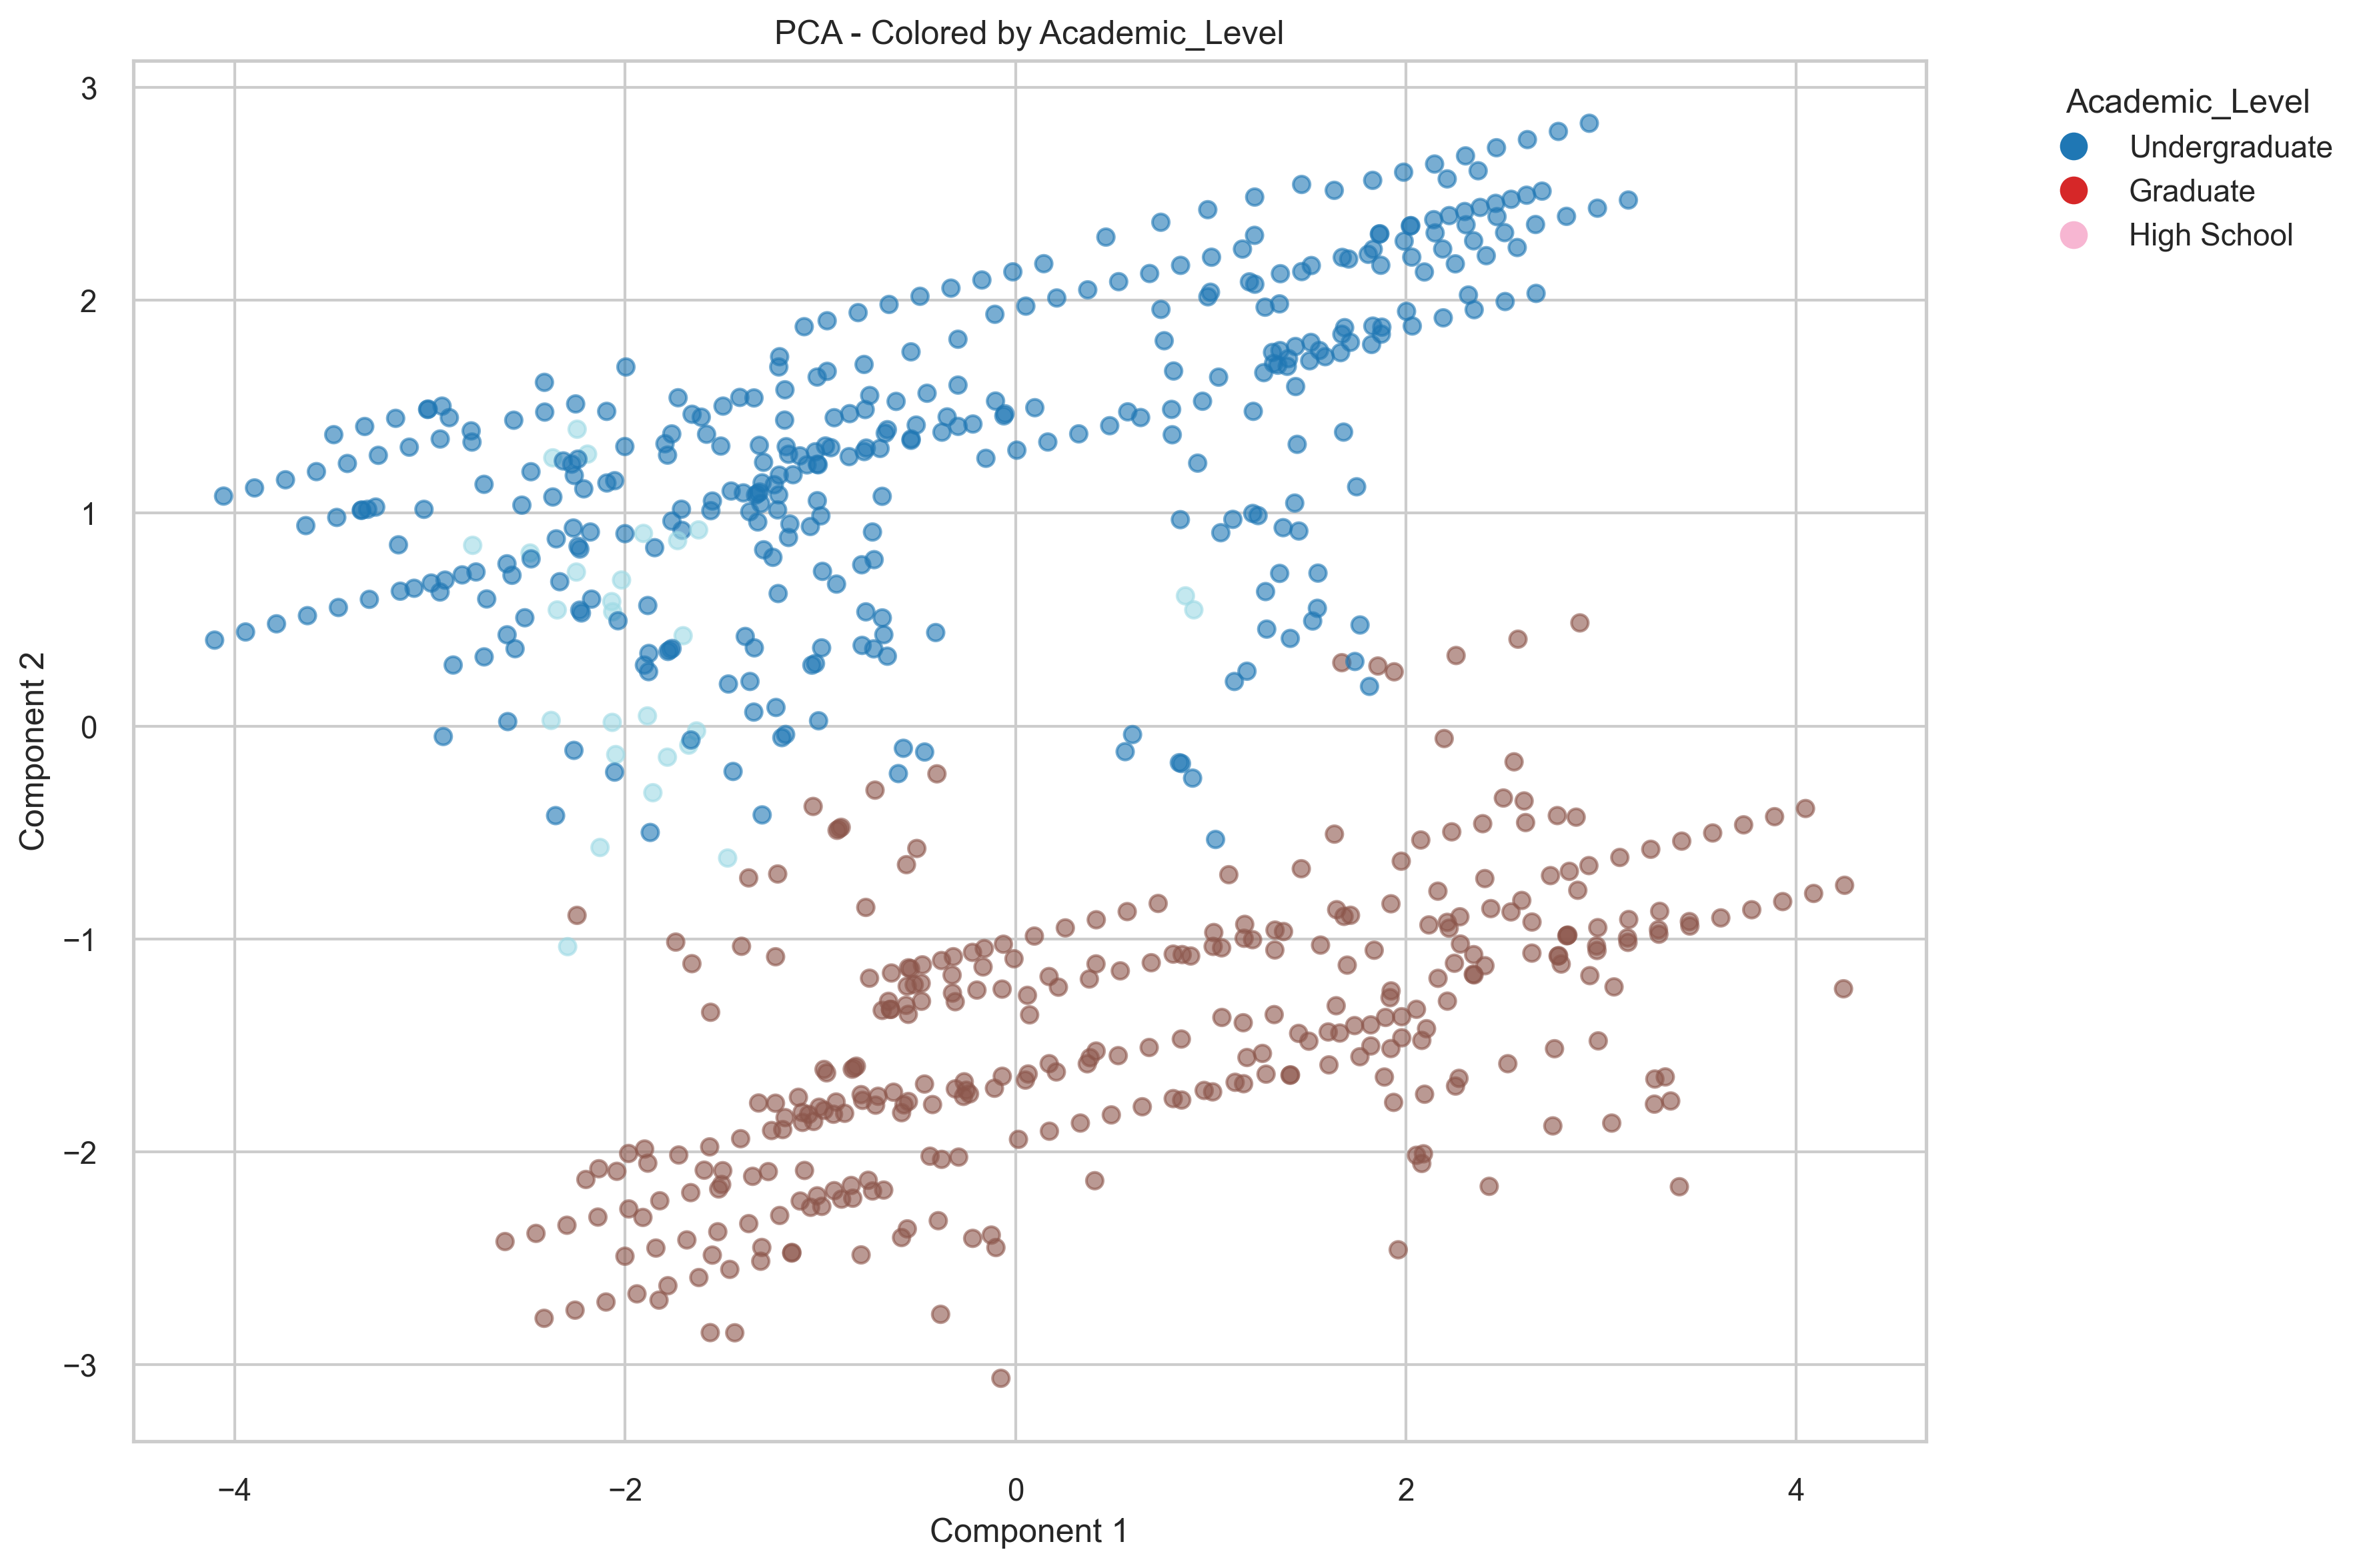 PCA - Colored by Academic_Level
Academic_Level
Undergraduate
Graduate
High School
3
2
1
0
−1
−2
−3
Component 2
−4
−2
0
2
4
Component 1